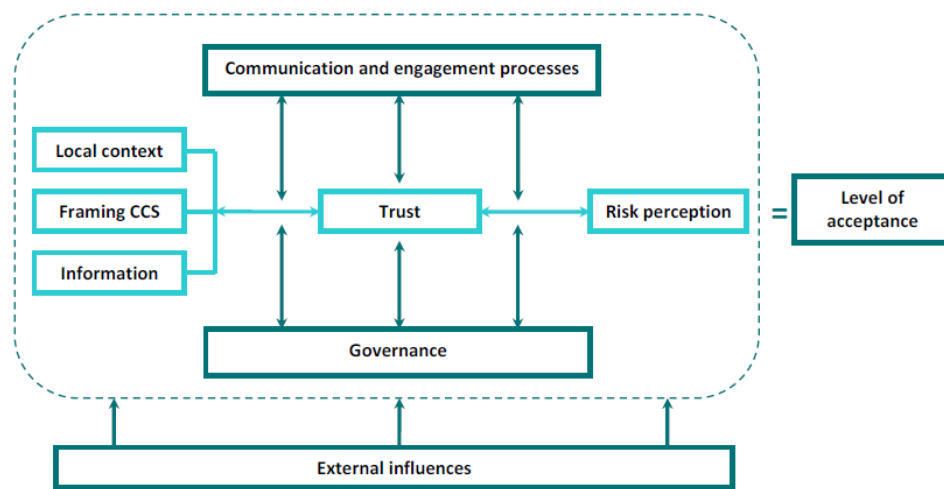 Communication and engagement processes
Local context
Framing CCS
Information
Trust
Risk perception
=
Level of
acceptance
Governance
External influences